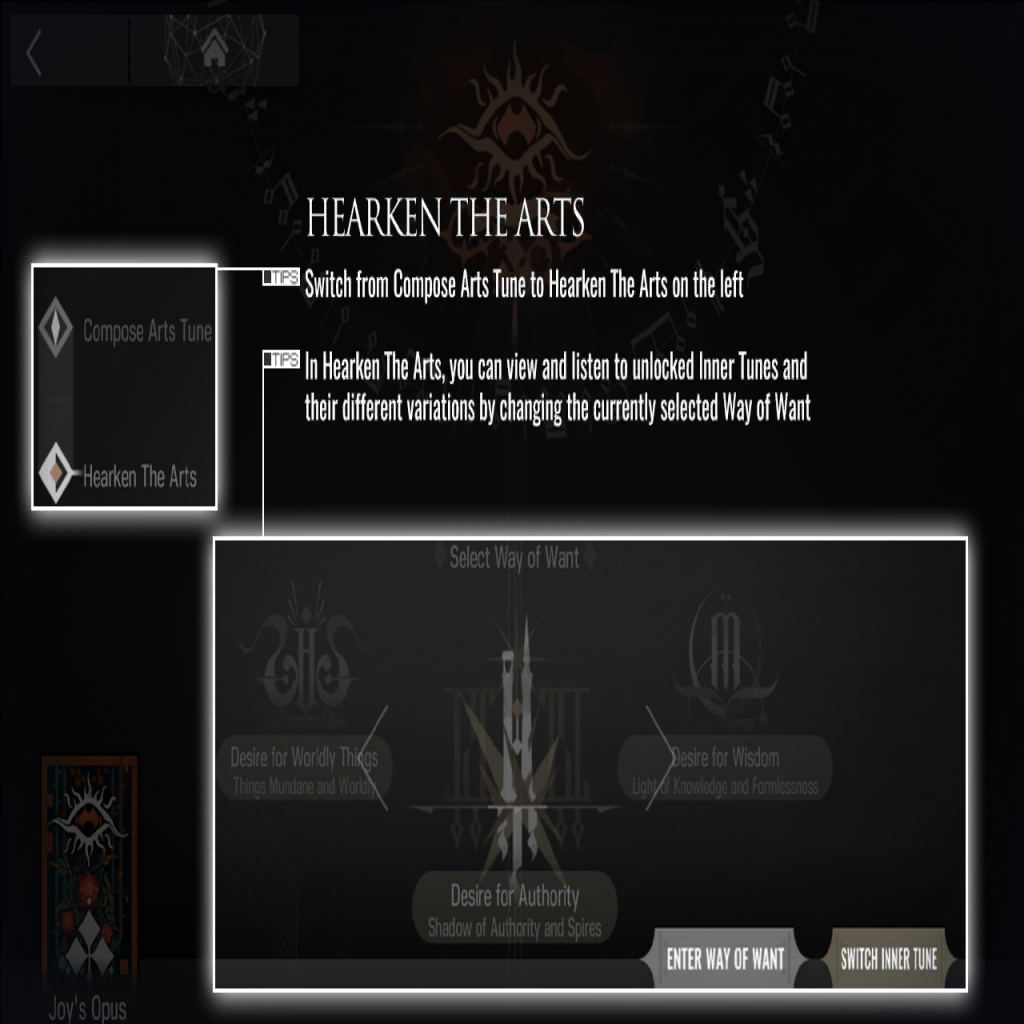 HEARKEN THE ARTS
TIPS Switch from Compose Arts Tune to Hearken The Arts on the left
Compose Arts Tune
TIPS In Hearken The Arts, you can view and listen to unlocked Inner Tunes and
their different variations by changing the currently selected Way of Want
Hearken The Arts
Select Way of Want
Desire for Worldly Things
Things Mundane and Worldly
Desire for Wisdom
Light of Knowledge and Formlessness
Desire for Authority
Shadow of Authority and Spires
ENTER WAY OF WANT
SWITCH INNER TUNE
Joy's Opus